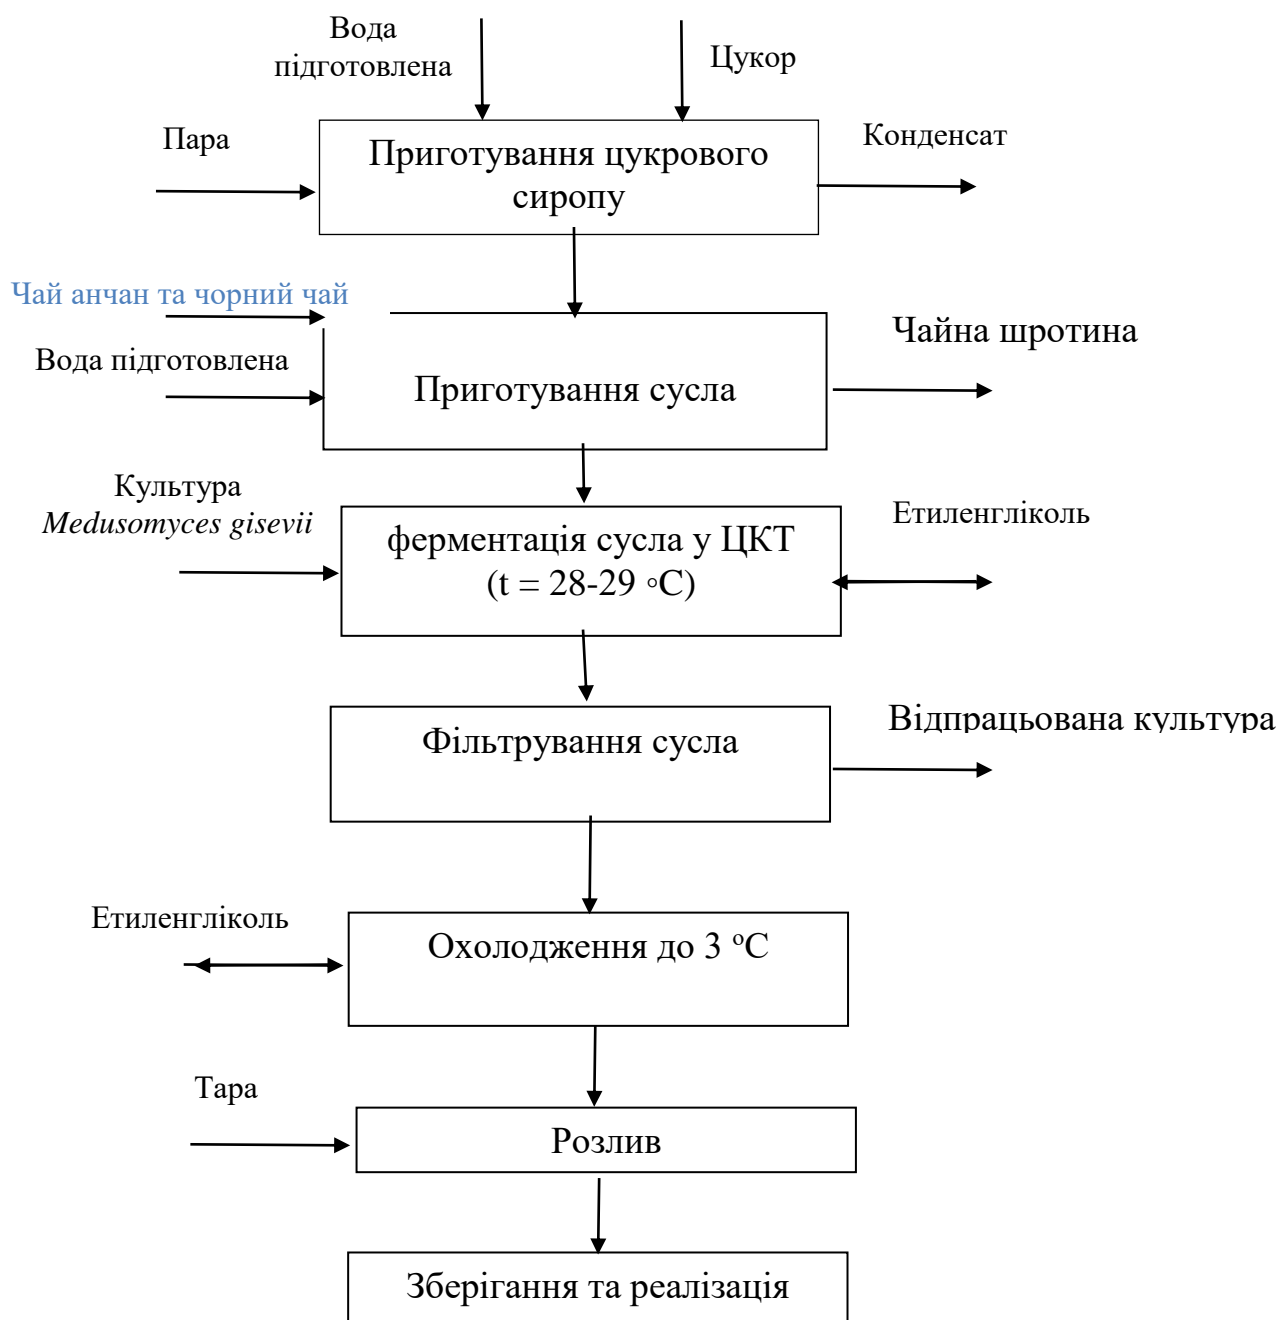 Вода
підготовлена
Цукор
Пара
Приготування цукрового
сиропу
Конденсат
Чай анчан та чорний чай
Вода підготовлена
Приготування сусла
Чайна шротина
Культура
Medusomyces gisevii
ферментація сусла у ЦКТ
(t = 28-29 ◦С)
Етиленгліколь
Фільтрування сусла
Відпрацьована культура
Етиленгліколь
Охолодження до 3 °С
Тара
Розлив
Зберігання та реалізація